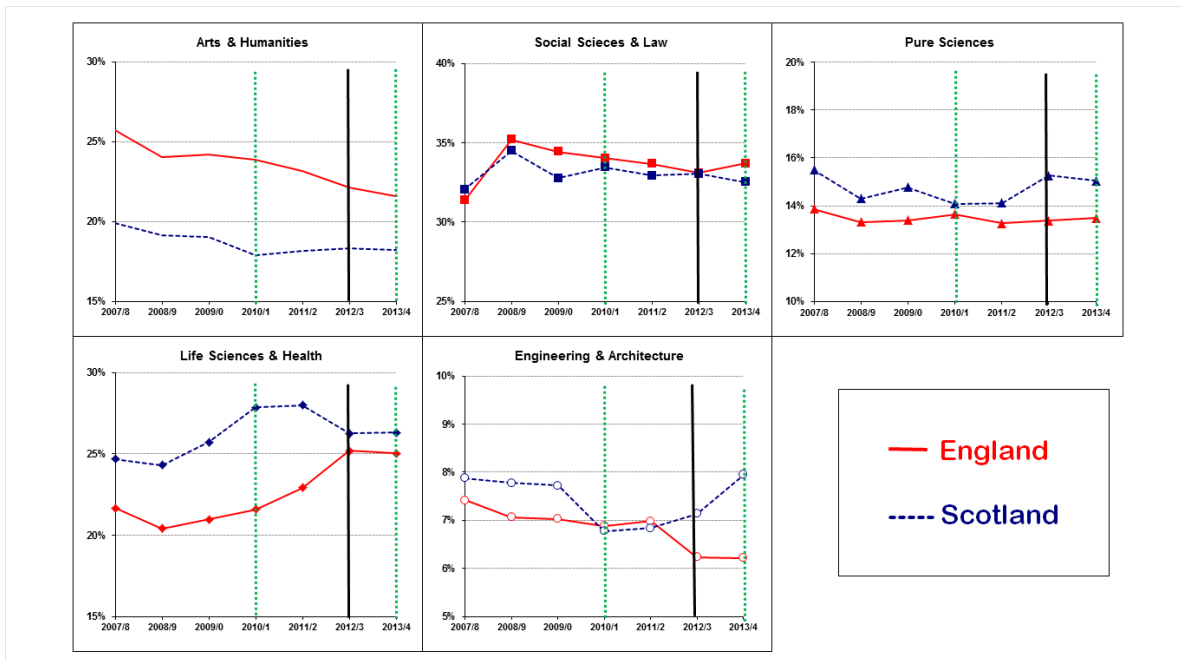 Arts & Humanities
30%
25%
20%
15%
2007/8 2008/9 2009/0 2010/1 2011/2 2012/3 2013/4
Social Scieces & Law
40%
35%
30%
25%
2007/8 2008/9 2009/0 2010/1 2011/2 2012/3 2013/4
Pure Sciences
20%
18%
16%
14%
12%
10%
2007/8 2008/9 2009/0 2010/1 2011/2 2012/3 2013/4
Life Sciences & Health
30%
25%
20%
15%
2007/8 2008/9 2009/0 2010/1 2011/2 2012/3 2013/4
Engineering & Architecture
10%
9%
8%
7%
6%
5%
2007/8 2008/9 2009/0 2010/1 2011/2 2012/3 2013/4
England
Scotland